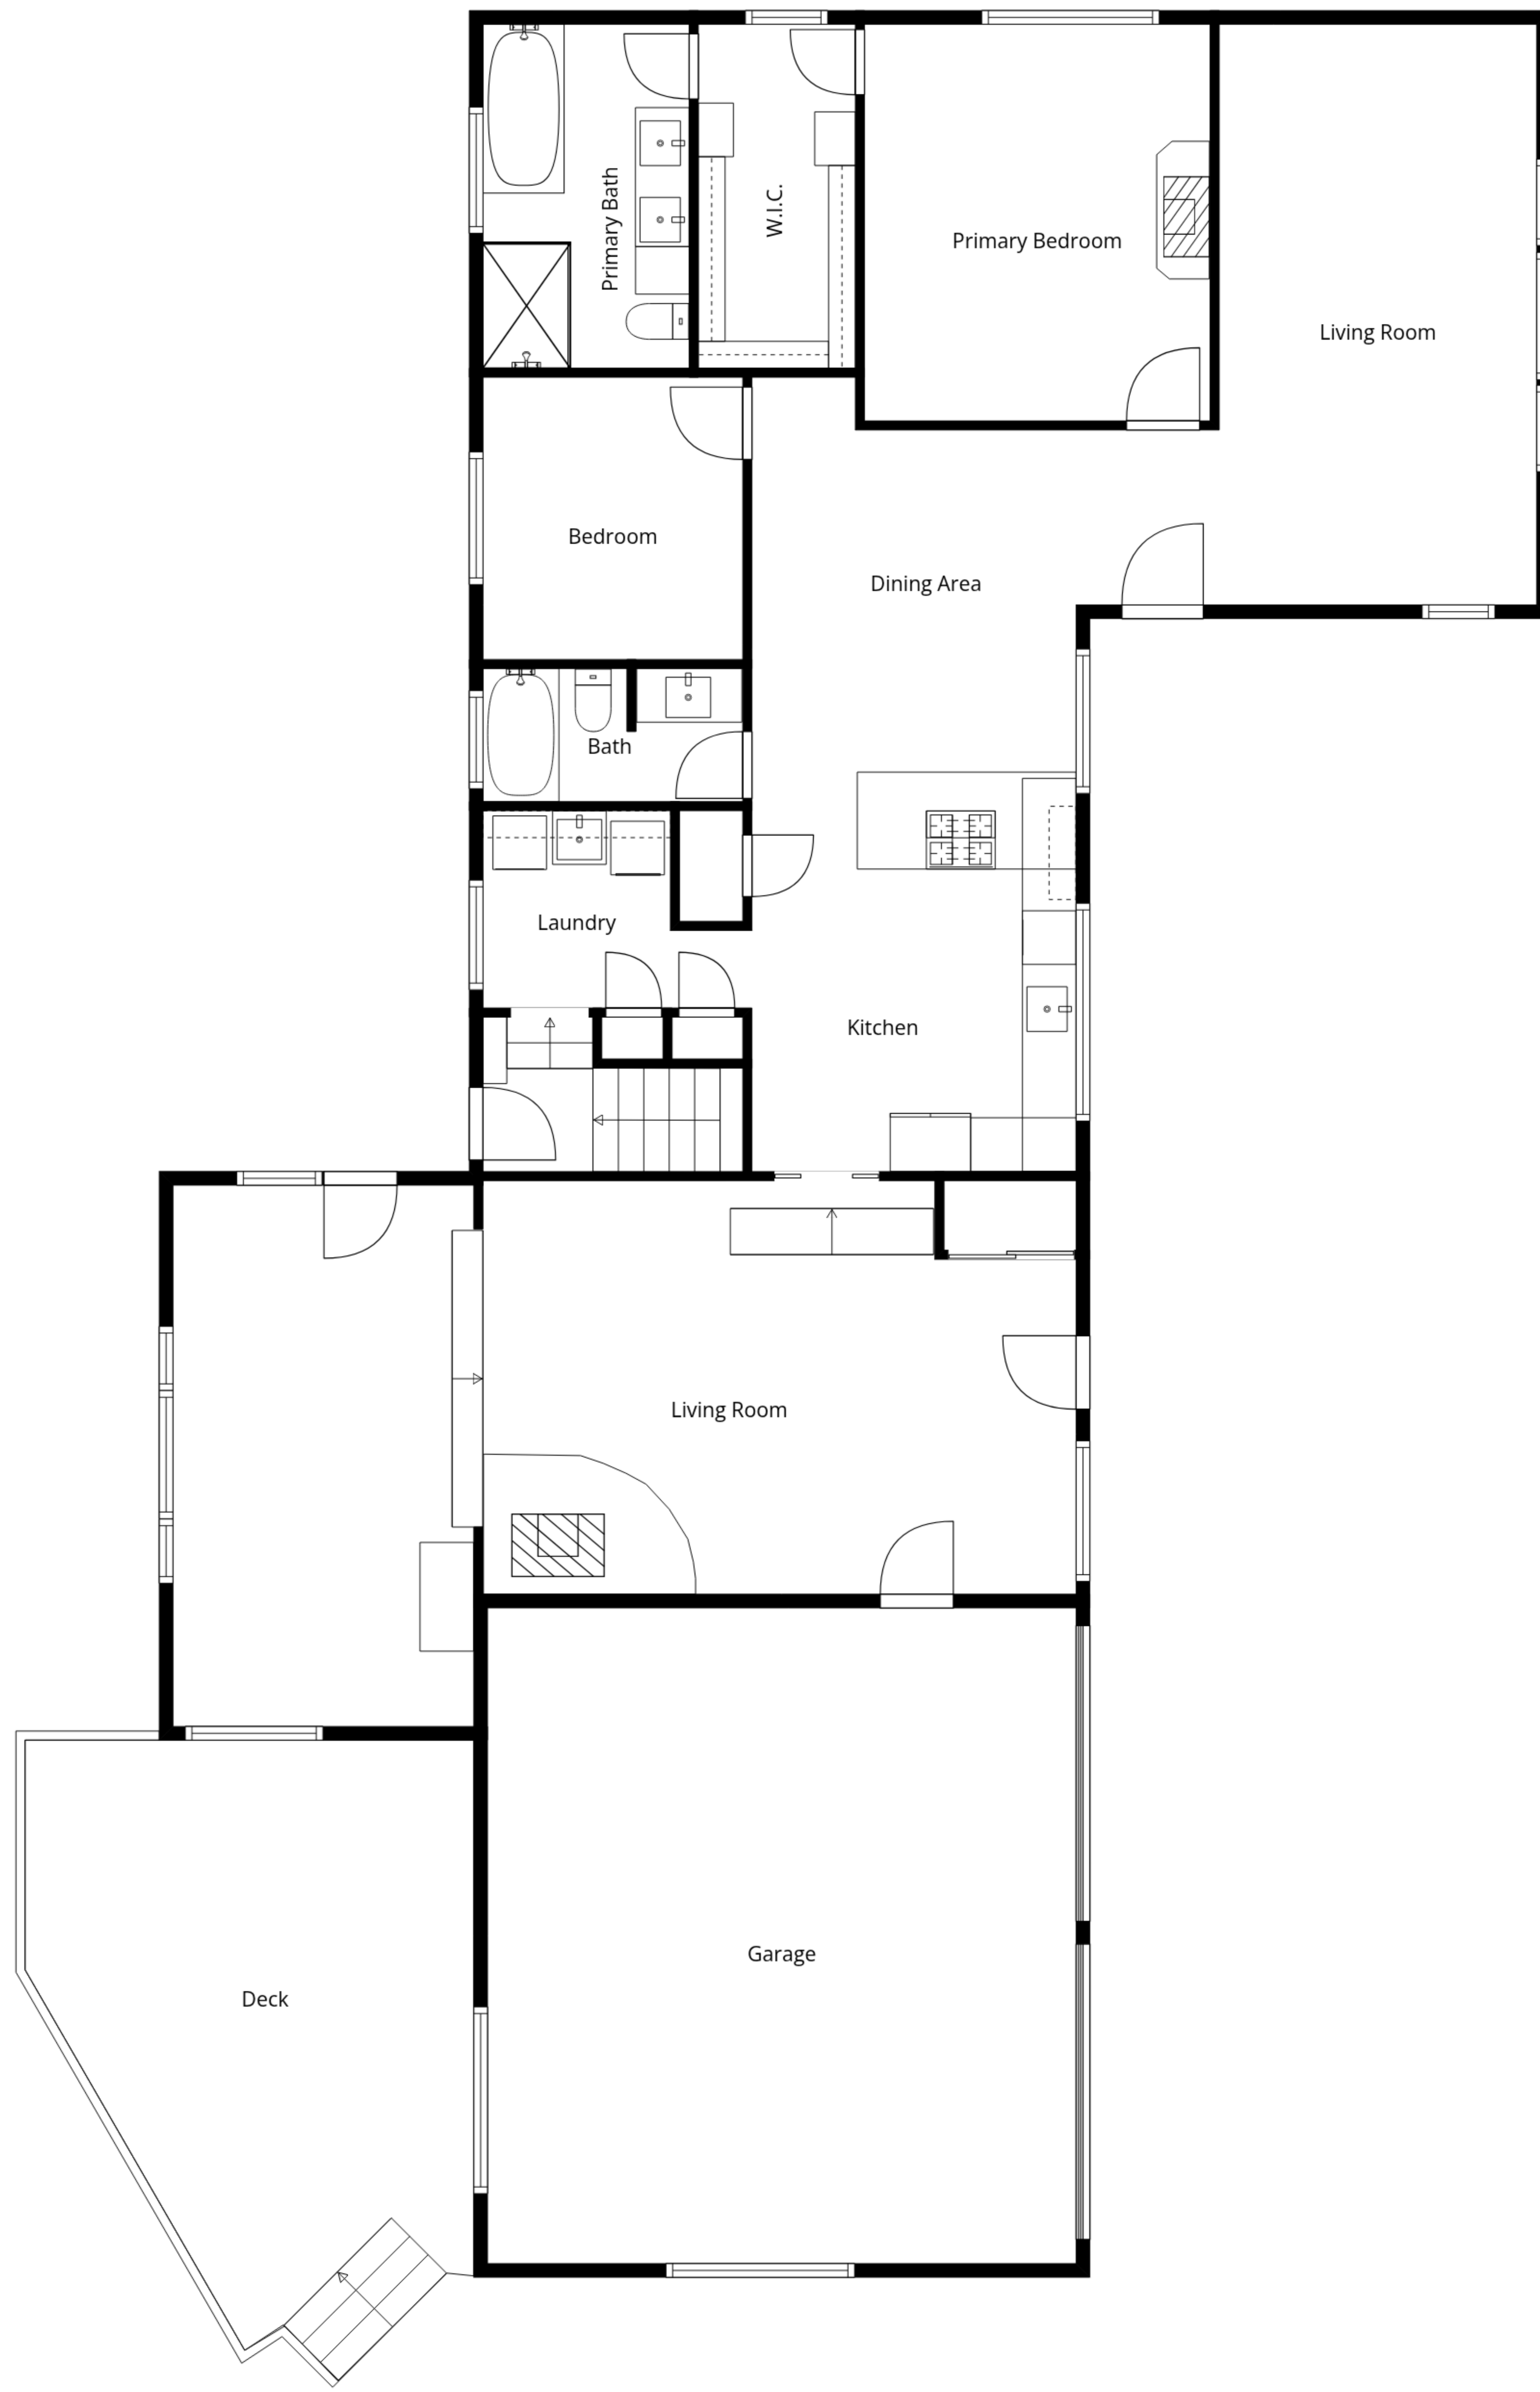 Primary Bath
W.I.C.
Primary Bedroom
Living Room
Bedroom
Dining Area
Bath
Laundry
Kitchen
Living Room
Garage
Deck